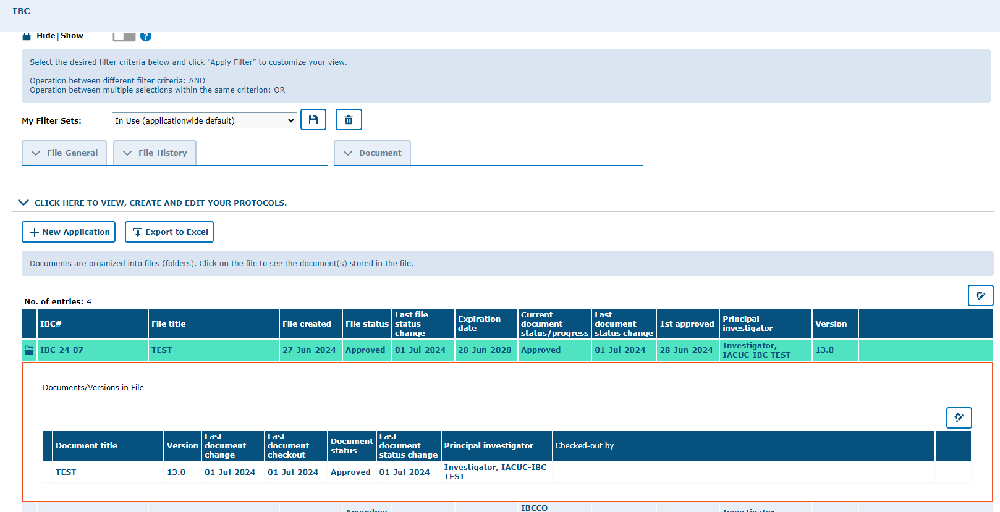 IBC
Hide|Show
?
Select the desired filter criteria below and click “Apply Filter” to customize your view.
Operation between different filter criteria: AND
Operation between multiple selections within the same criterion: OR
My Filter Sets: In Use (applicationwide default)
File-General File-History Document
CLICK HERE TO VIEW, CREATE AND EDIT YOUR PROTOCOLS.
New Application Export to Excel
Documents are organized into files (folders). Click on the file to see the document(s) stored in the file.
No. of entries: 4
IBC# File title File created File status Last file status change Expiration date Current document status/progress Last document status change 1st approved Principal investigator Version
IBC-24-07 TEST 27-Jun-2024 Approved 01-Jul-2024 28-Jun-2028 Approved 01-Jul-2024 28-Jun-2024 Investigator, IACUC-IBC TEST 13.0
Documents/Versions in File
Document title Version Last document change Last document checkout Document status Last document status change Principal investigator Checked-out by
TEST 13.0 01-Jul-2024 01-Jul-2024 Approved 01-Jul-2024 Investigator, IACUC-IBC TEST ---
Amendme IBCCO Investigator